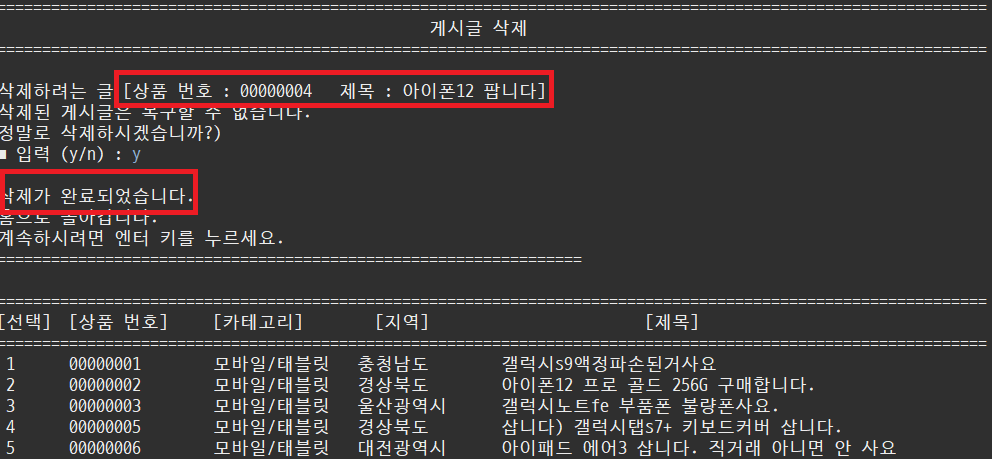 ================================================================
게시글 삭제
================================================================
삭제하려는 글 [상품 번호 : 00000004 제목 : 아이폰12 팝니다]
삭제된 게시글은 복구할 수 없습니다.
정말로 삭제하시겠습니까?)
■ 입력 (y/n) : y
삭제가 완료되었습니다.
홈으로 돌아갑니다.
계속하시려면 엔터 키를 누르세요.
================================================================
================================================================
[선택] [상품 번호] [카테고리] [지역] [제목]
================================================================
1 00000001 모바일/태블릿 충청남도 갤럭시s9액정파손된거사요
2 00000002 모바일/태블릿 경상북도 아이폰12 프로 골드 256G 구매합니다.
3 00000003 모바일/태블릿 울산광역시 갤럭시노트fe 부품폰 불량폰사요.
4 00000005 모바일/태블릿 경상북도 삽니다) 갤럭시탭s7+ 키보드커버 삽니다.
5 00000006 모바일/태블릿 대전광역시 아이패드 에어3 삽니다. 직거래 아니면 안 사요